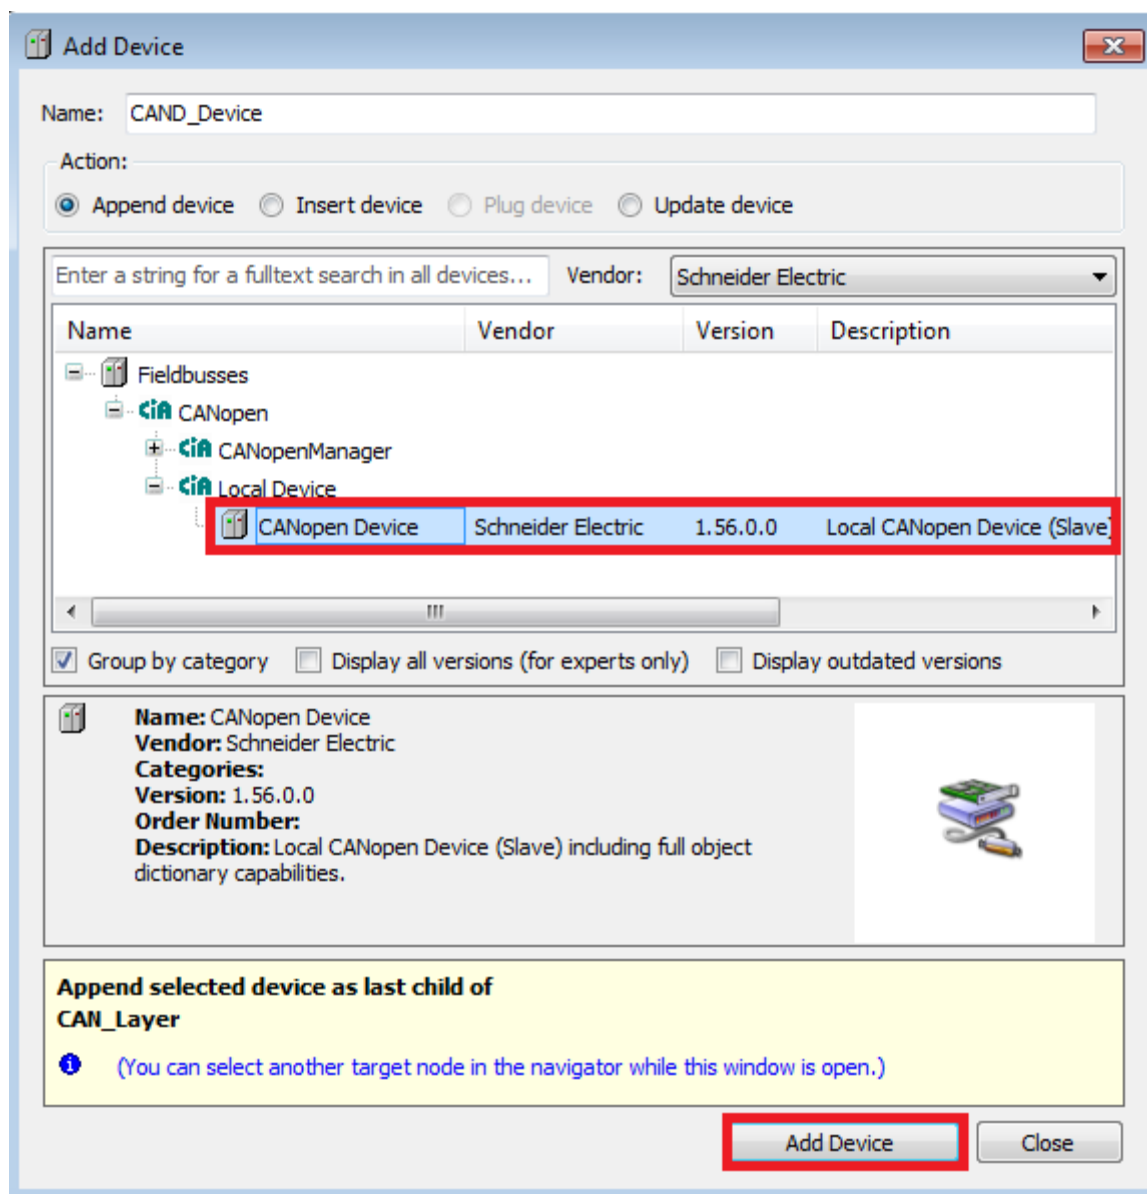 Add Device
Name: CAND_Device
Action:
Append device Insert device Plug device Update device
Enter a string for a fulltext search in all devices... Vendor: Schneider Electric
Name Vendor Version Description
Fieldbusses
CiA CANopen
CiA CANopenManager
CiA Local Device
CANopen Device Schneider Electric 1.56.0.0 Local CANopen Device (Slave)
Group by category Display all versions (for experts only) Display outdated versions
Name: CANopen Device
Vendor: Schneider Electric
Categories:
Version: 1.56.0.0
Order Number:
Description: Local CANopen Device (Slave) including full object
dictionary capabilities.
Append selected device as last child of
CAN_Layer
(You can select another target node in the navigator while this window is open.)
Add Device Close